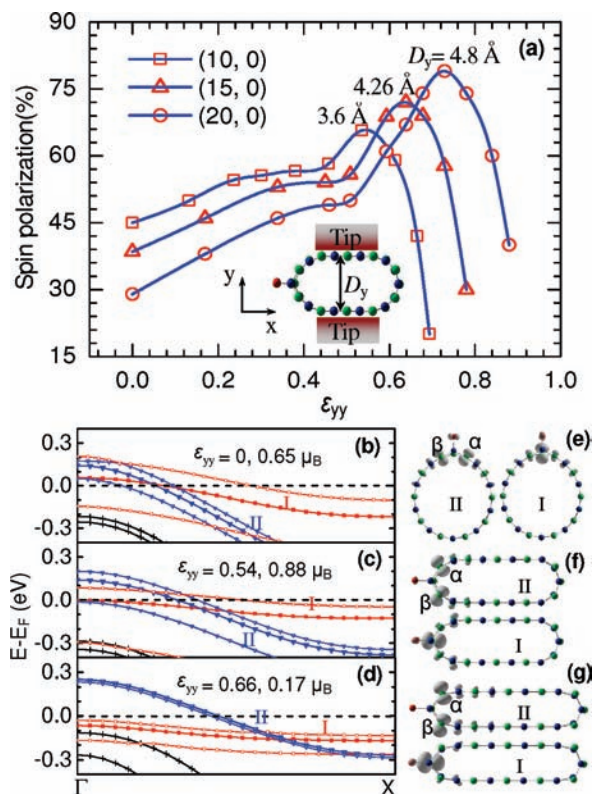 (a)
(10, 0)
(15, 0)
(20, 0)
Dy= 4.8 Å
4.26 Å
3.6 Å
Spin polarization(%)
90
75
60
45
30
15
Tip
Dy
Tip
y
x
0.0 0.2 0.4 0.6 0.8 1.0
εyy
(b)
εyy = 0, 0.65 μB
I
II
0.3
0.0
-0.3
(c)
εyy = 0.54, 0.88 μB
I
II
0.3
0.0
-0.3
(d)
εyy = 0.66, 0.17 μB
II
I
0.3
0.0
-0.3
E-EF (eV)
Γ X
(e)
β α
II I
(f)
α II
β
I
(g)
α II
β
I